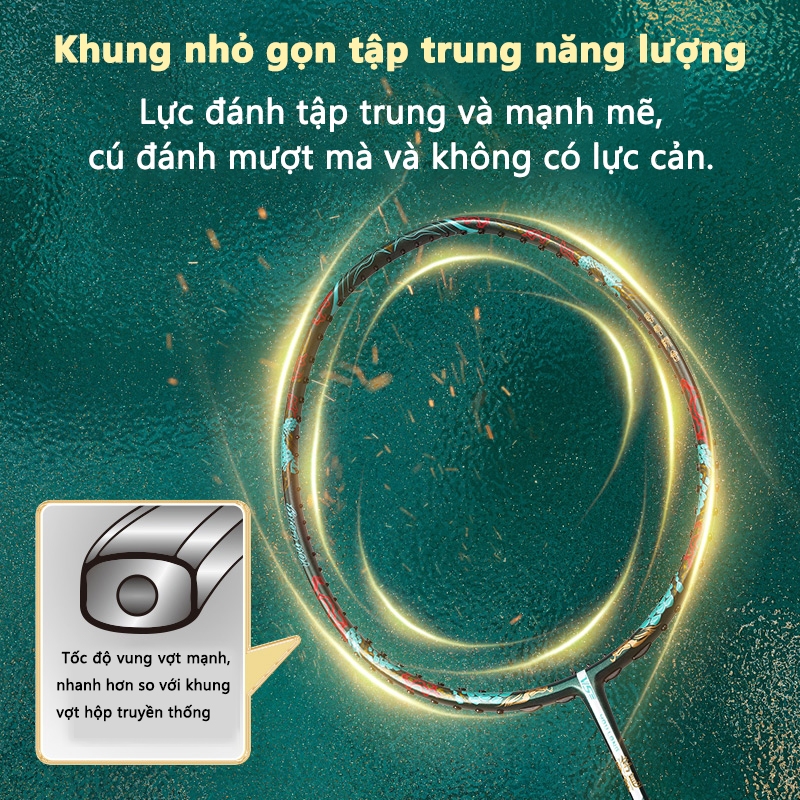 Khung nhỏ gọn tập trung năng lượng
Lực đánh tập trung và mạnh mẽ,
cú đánh mượt mà và không có lực cản.
Tốc độ vung vợt mạnh,
nhanh hơn so với khung
vợt hộp truyền thống